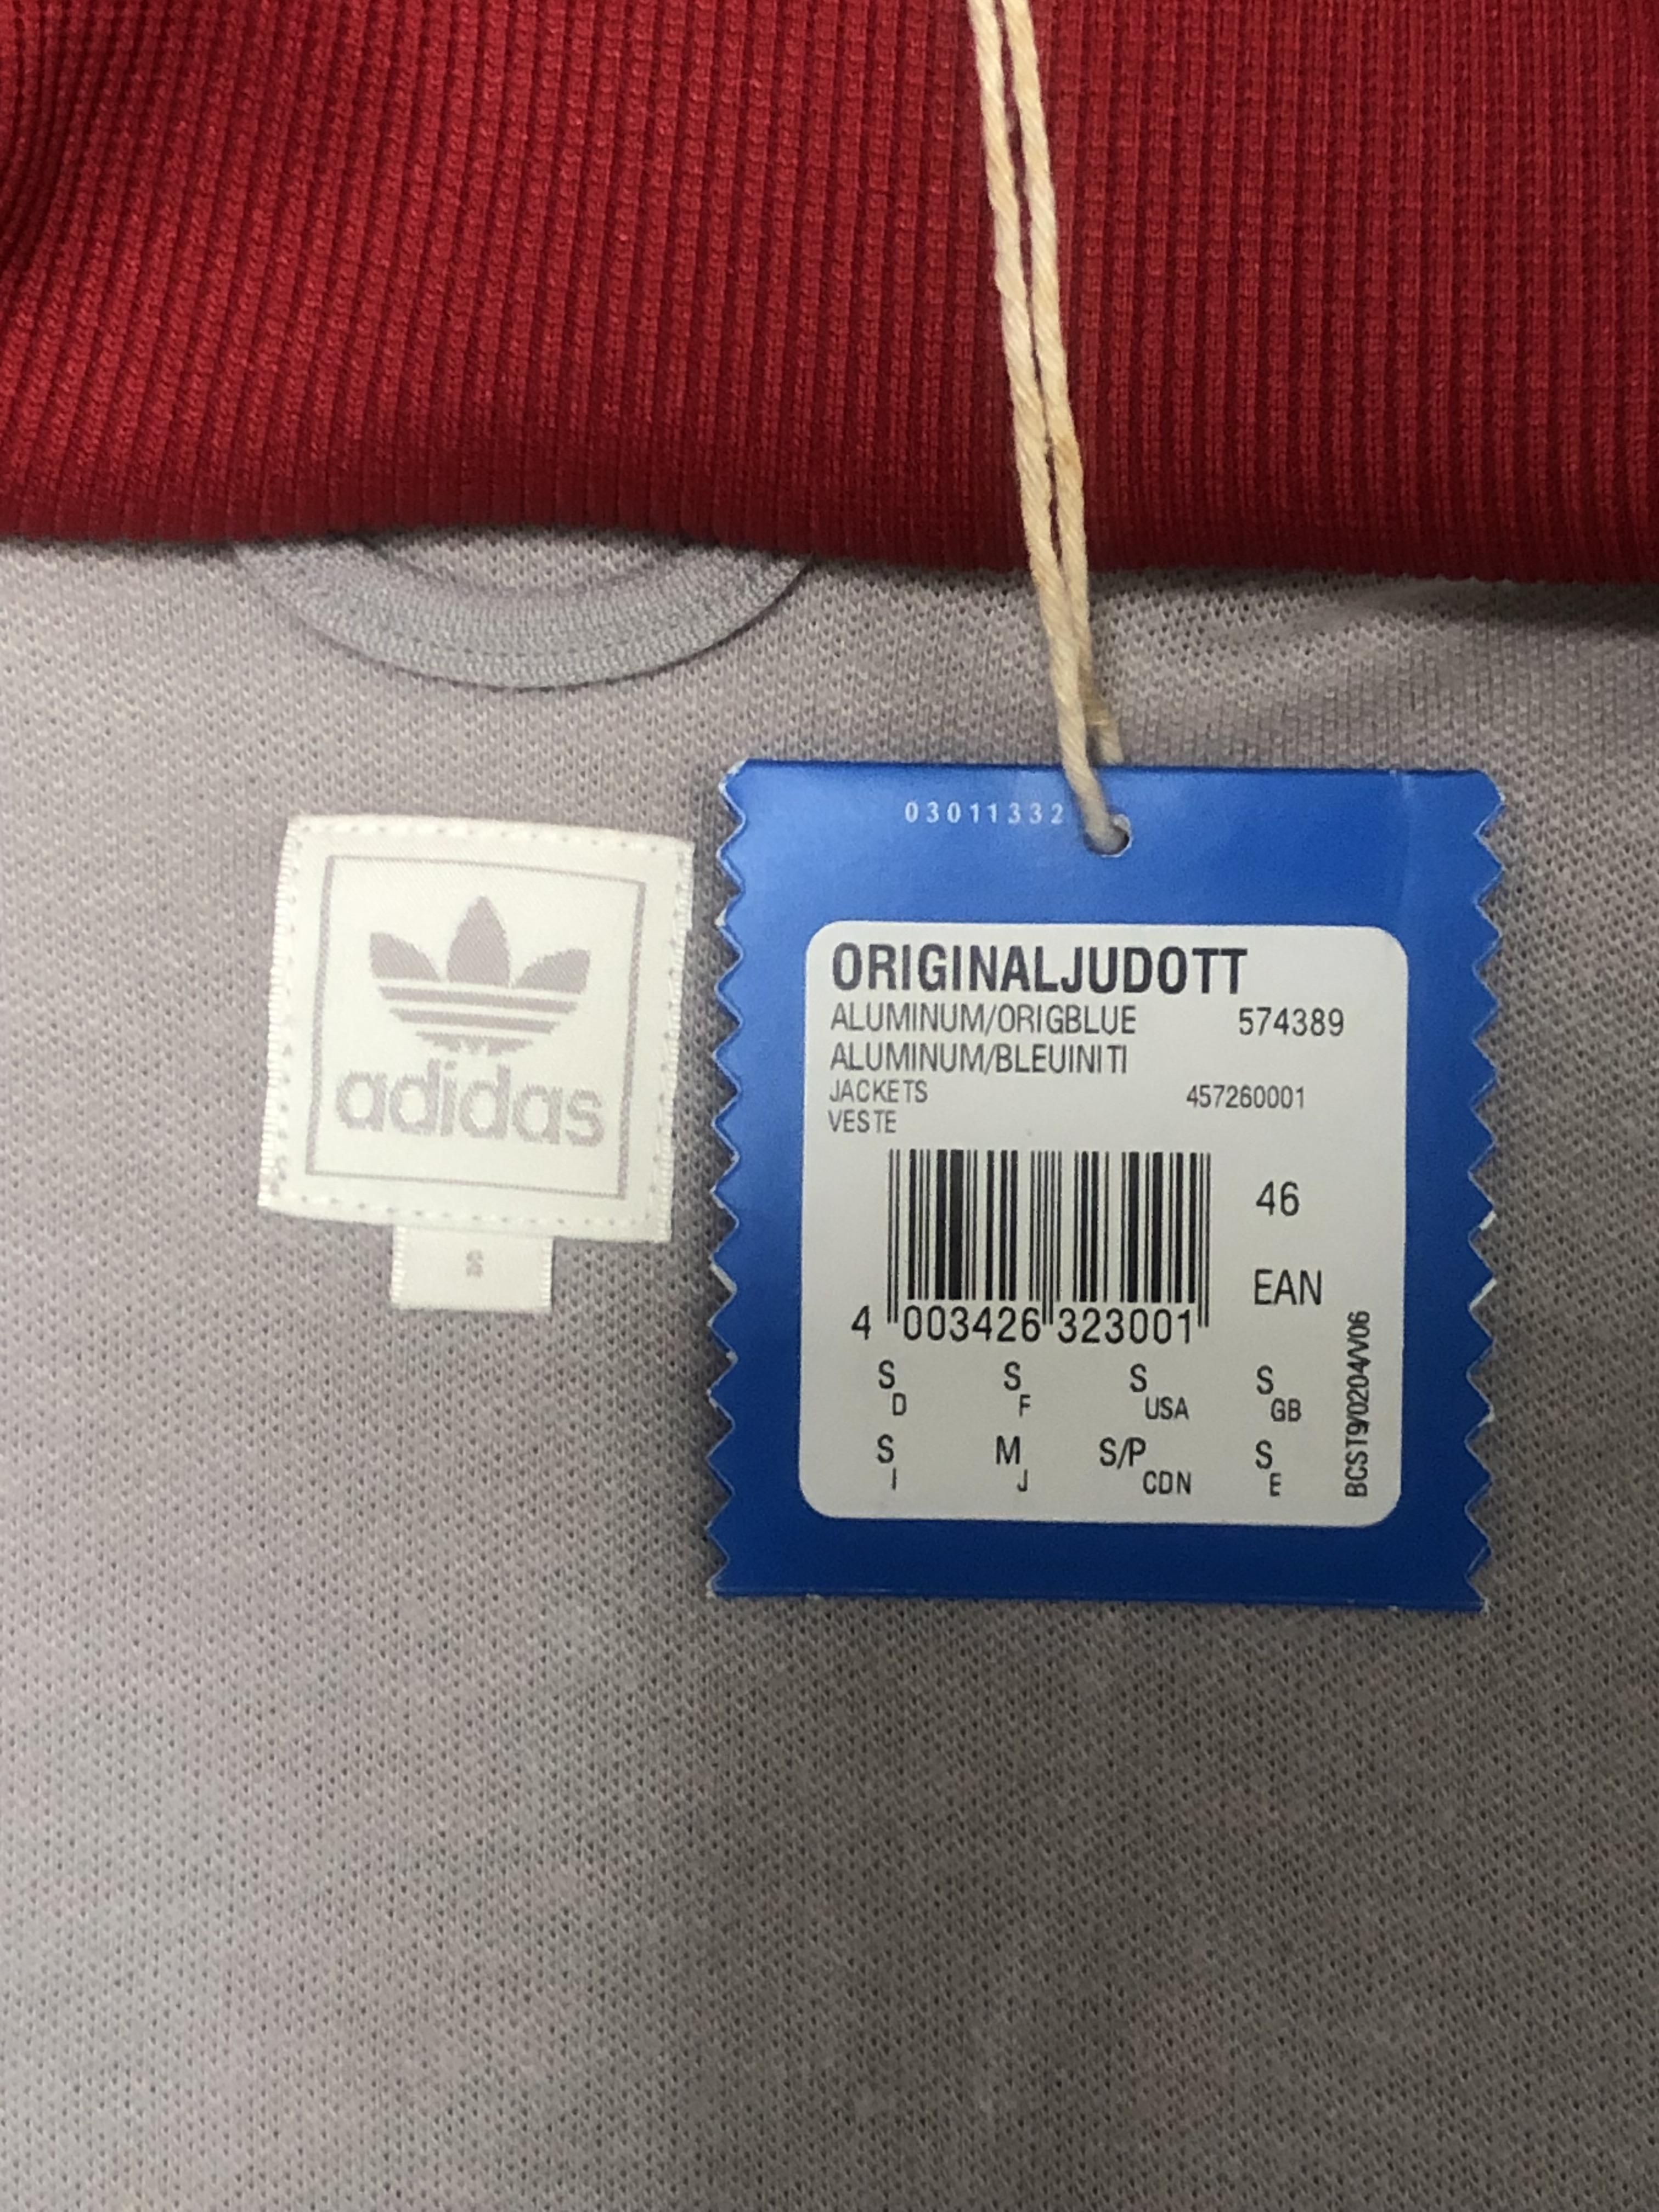 adidas
S
03011332
ORIGINALJUDOTT
ALUMINUM/ORIGBLUE 574389
ALUMINUM/BLEUINITI
JACKETS 457260001
VESTE
46
EAN
4 003426 323001
S D S F S USA S GB
S I M J S/P CDN S E
BCST9/0204/V06